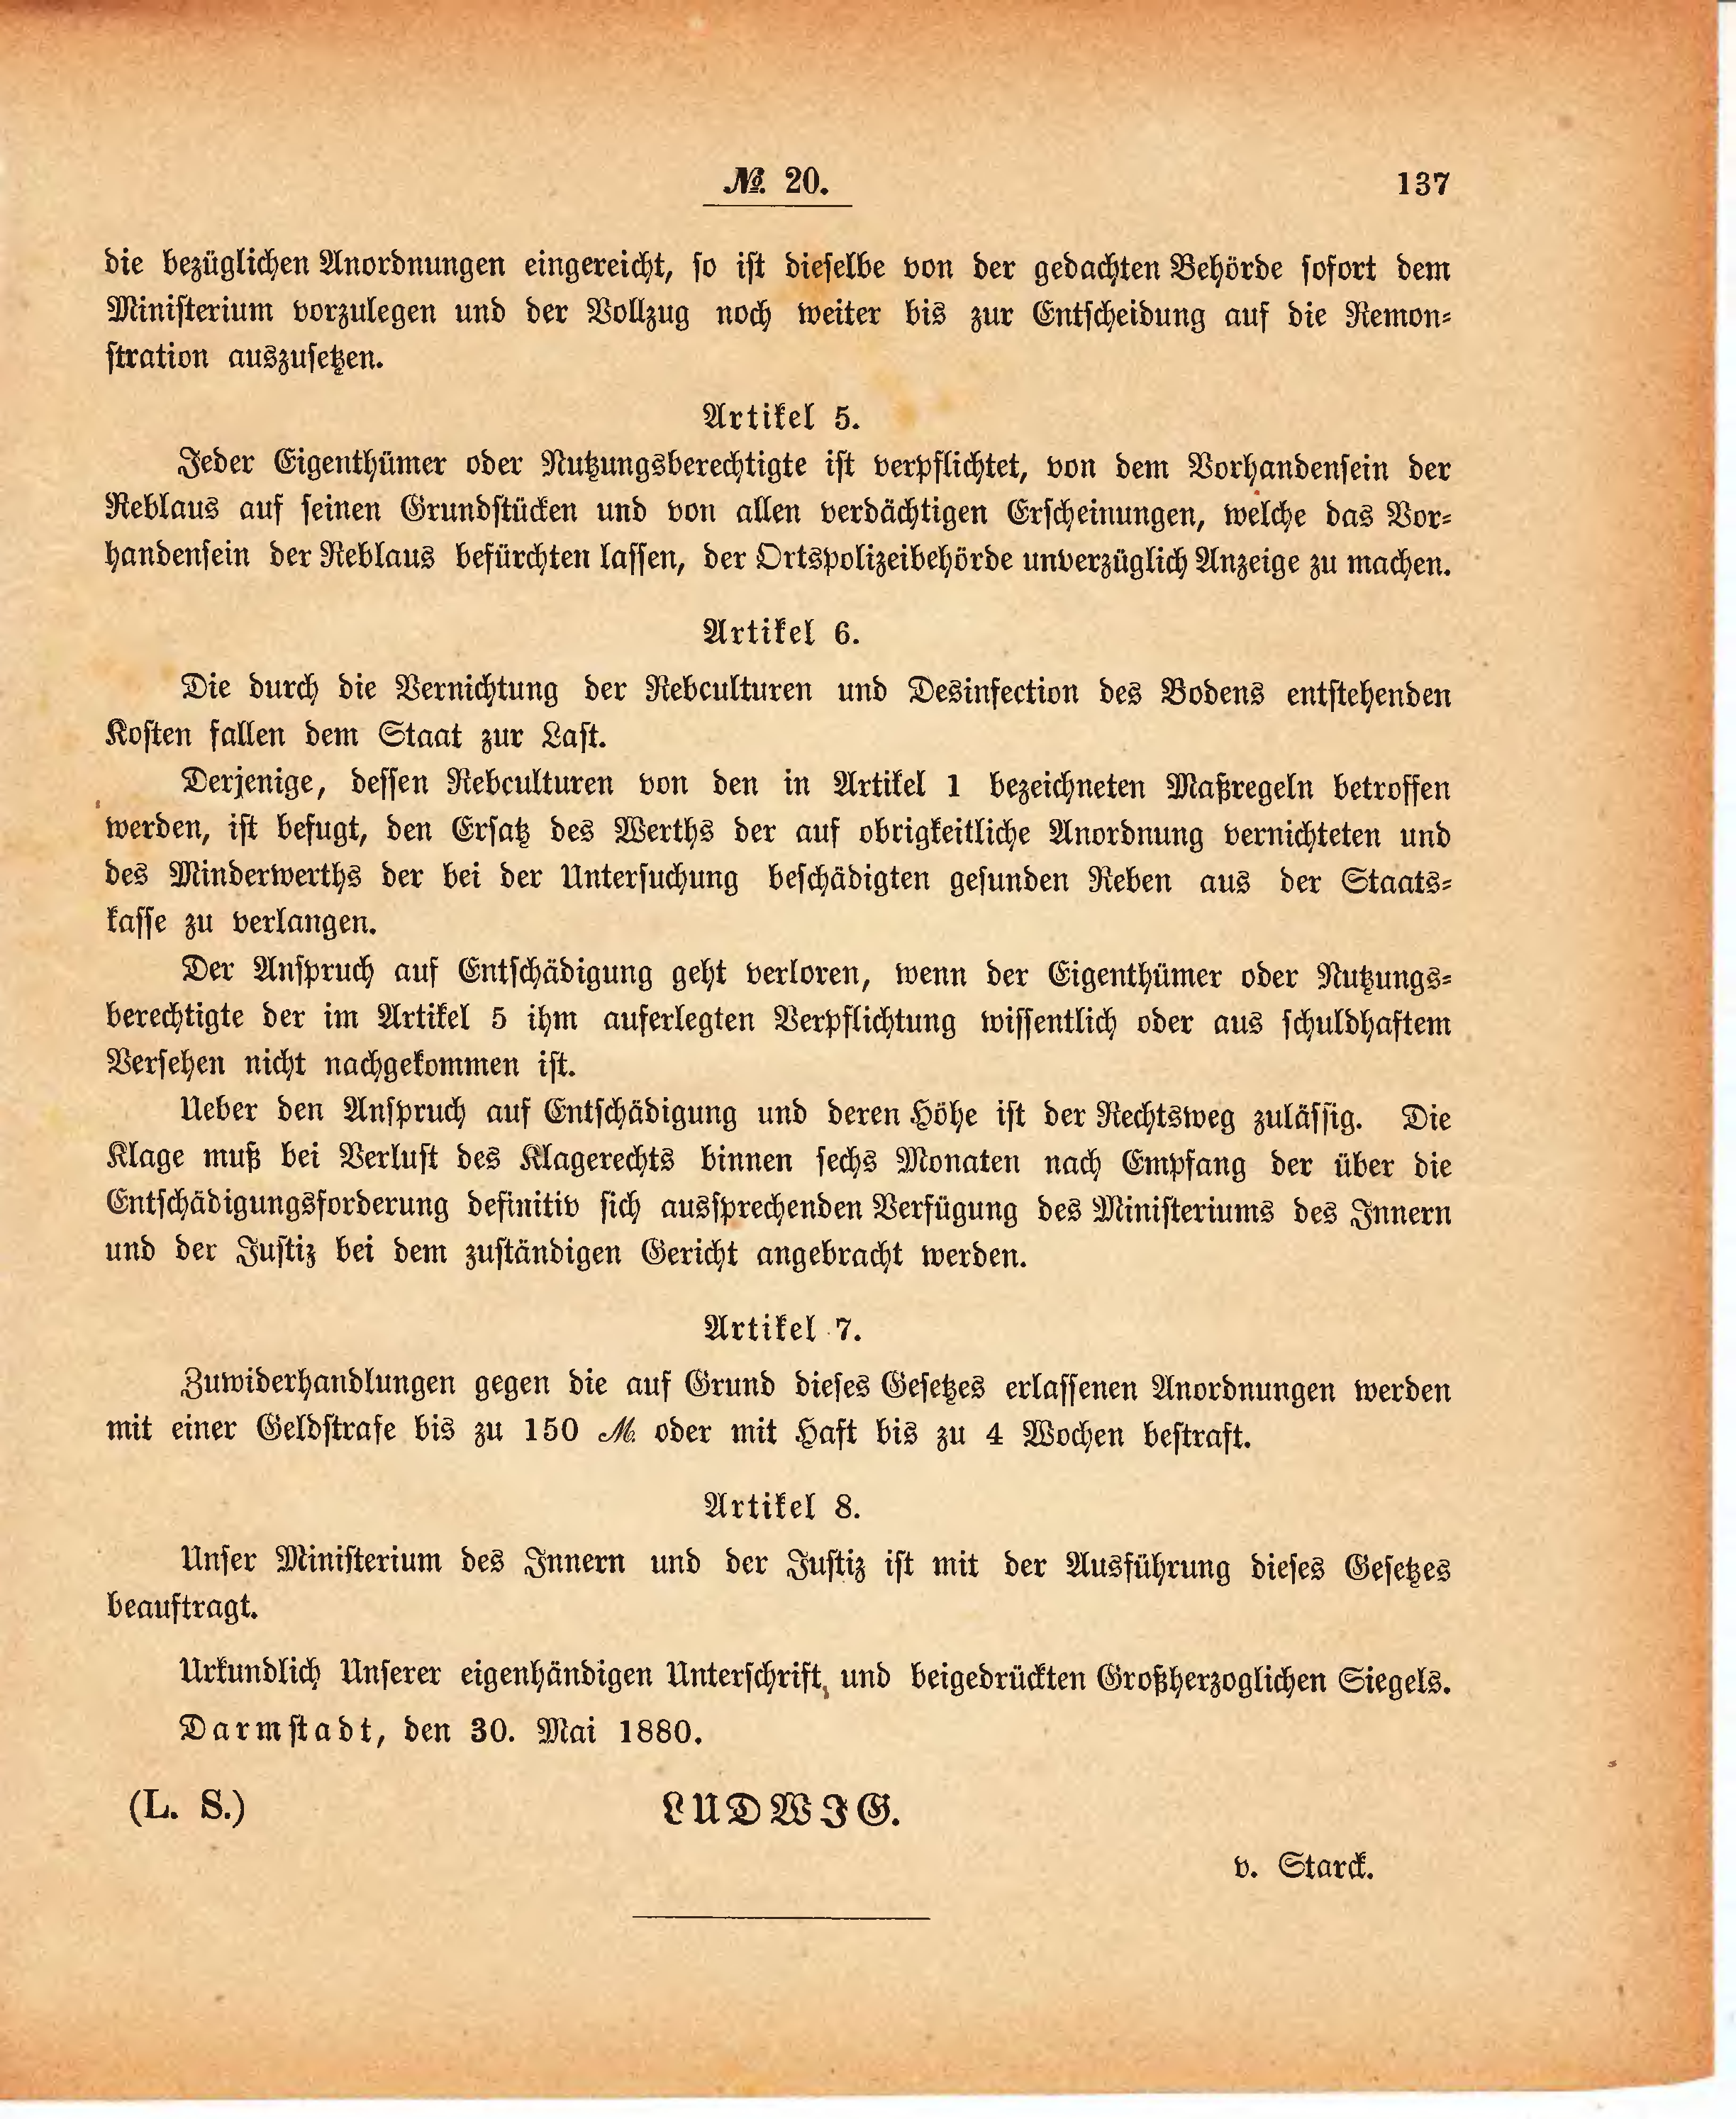 №. 20.
137
die bezüglichen Anordnungen eingereicht, so ist dieselbe von der gedachten Behörde sofort dem
Ministerium vorzulegen und der Vollzug noch weiter bis zur Entscheidung auf die Remon=
stration auszusetzen.
Artikel 5.
Jeder Eigenthümer oder Nutzungsberechtigte ist verpflichtet, von dem Vorhandensein der
Reblaus auf seinen Grundstücken und von allen verdächtigen Erscheinungen, welche das Vor=
handensein der Reblaus befürchten lassen, der Ortspolizeibehörde unverzüglich Anzeige zu machen.
Artikel 6.
Die durch die Vernichtung der Rebculturen und Desinfection des Bodens entstehenden
Kosten fallen dem Staat zur Last.
Derjenige, dessen Rebculturen von den in Artikel 1 bezeichneten Maßregeln betroffen
werden, ist befugt, den Ersatz des Werths der auf obrigkeitliche Anordnung vernichteten und
des Minderwerths der bei der Untersuchung beschädigten gesunden Reben aus der Staats=
kasse zu verlangen.
Der Anspruch auf Entschädigung geht verloren, wenn der Eigenthümer oder Nutzungs=
berechtigte der im Artikel 5 ihm auferlegten Verpflichtung wissentlich oder aus schuldhaftem
Versehen nicht nachgekommen ist.
Ueber den Anspruch auf Entschädigung und deren Höhe ist der Rechtsweg zulässig. Die
Klage muß bei Verlust des Klagerechts binnen sechs Monaten nach Empfang der über die
Entschädigungsforderung definitiv sich aussprechenden Verfügung des Ministeriums des Innern
und der Justiz bei dem zuständigen Gericht angebracht werden.
Artikel 7.
Zuwiderhandlungen gegen die auf Grund dieses Gesetzes erlassenen Anordnungen werden
mit einer Geldstrafe bis zu 150 M. oder mit Haft bis zu 4 Wochen bestraft.
Artikel 8.
Unser Ministerium des Innern und der Justiz ist mit der Ausführung dieses Gesetzes
beauftragt.
Urkundlich Unserer eigenhändigen Unterschrift und beigedrückten Großherzoglichen Siegels.
Darmstadt, den 30. Mai 1880.
(L. S.)
LUDWIG.
v. Starck.